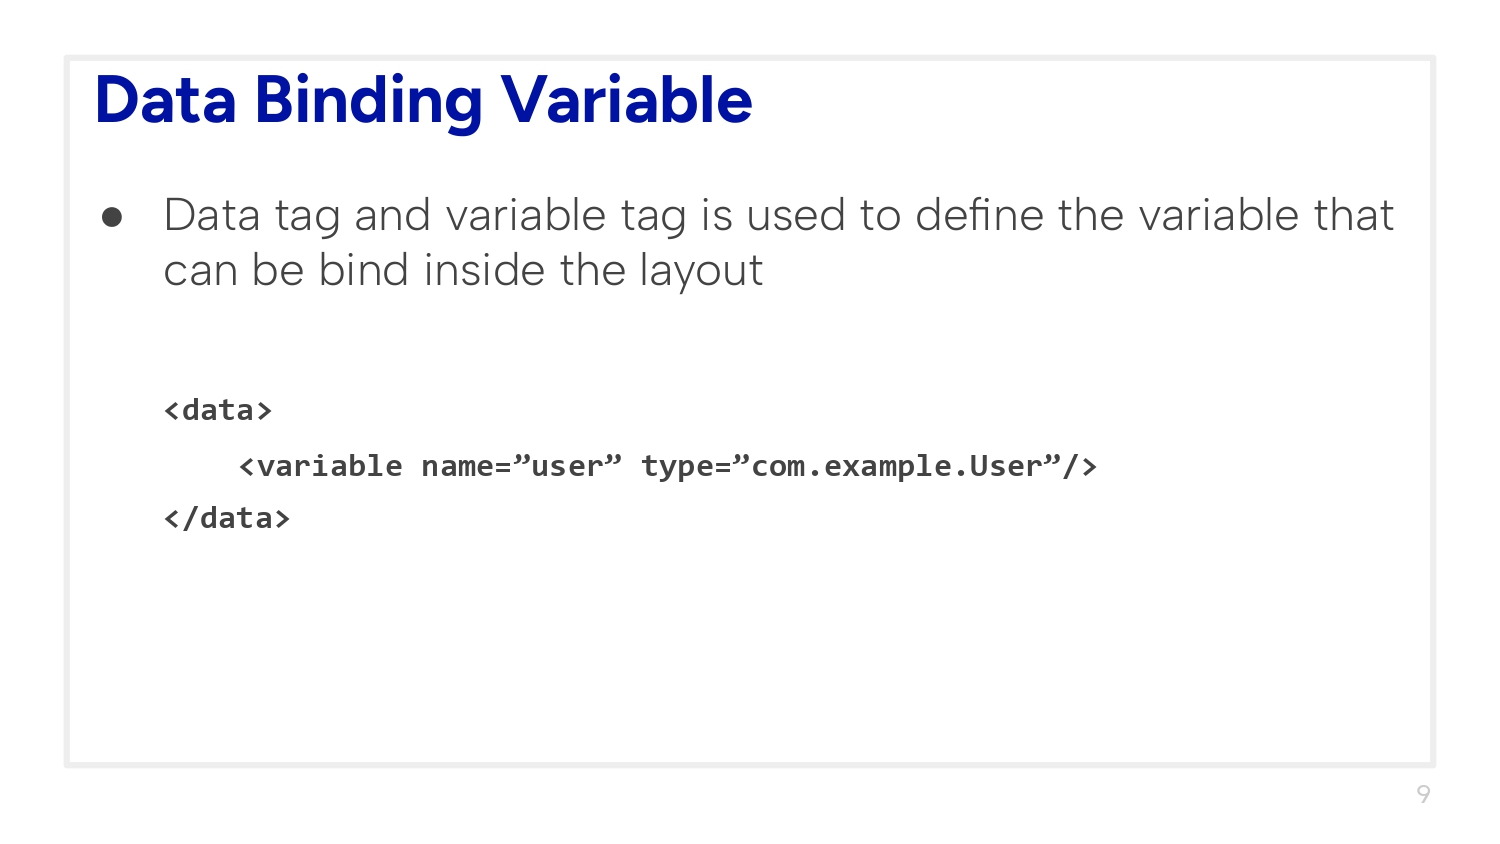 Data Binding Variable
● Data tag and variable tag is used to define the variable that
can be bind inside the layout
<data>
<variable name=”user” type=”com.example.User”/>
</data>
9